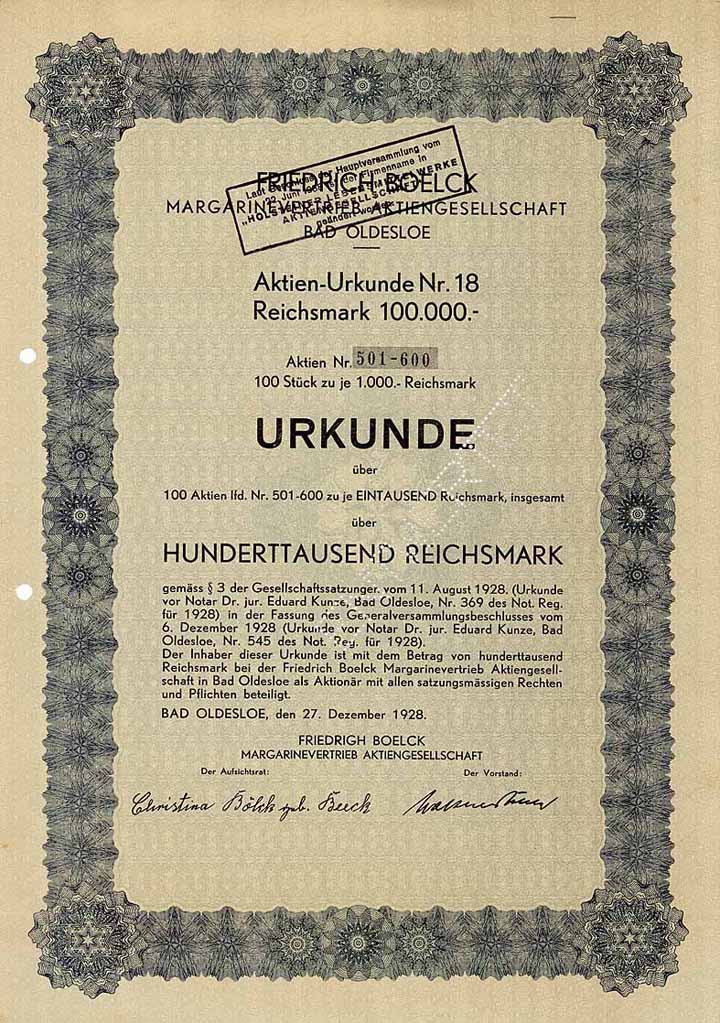 FRIEDRICH BOELCK
MARGARINEVERTRIEB AKTIENGESELLSCHAFT
BAD OLDESLOE
Hauptversammlung vom
22. Juni Firmenname in
"HOLSTEINER WERKE
AKTIENGESELLSCHAFT"
geändert worden
Aktien-Urkunde Nr. 18
Reichsmark 100.000.-
Aktien Nr. 501-600
100 Stück zu je 1.000.- Reichsmark
URKUNDE
über
100 Aktien lfd. Nr. 501-600 zu je EINTAUSEND Reichsmark, insgesamt
über
HUNDERTTAUSEND REICHSMARK
gemäss § 3 der Gesellschaftssatzungen vom 11. August 1928. (Urkunde
vor Notar Dr. jur. Eduard Kunze, Bad Oldesloe, Nr. 369 des Not. Reg.
für 1928) in der Fassung des Generalversammlungsbeschlusses vom
6. Dezember 1928 (Urkunde vor Notar Dr. jur. Eduard Kunze, Bad
Oldesloe, Nr. 545 des Not. Reg. für 1928).
Der Inhaber dieser Urkunde ist mit dem Betrag von hunderttausend
Reichsmark bei der Friedrich Boelck Margarinevertrieb Aktiengesell-
schaft in Bad Oldesloe als Aktionär mit allen satzungsmässigen Rechten
und Pflichten beteiligt.
BAD OLDESLOE, den 27. Dezember 1928.
FRIEDRIGH BOELCK
MARGARINEVERTRIEB AKTIENGESELLSCHAFT
Der Aufsichtsrat: Der Vorstand:
Christina Bölck geb. Beeck